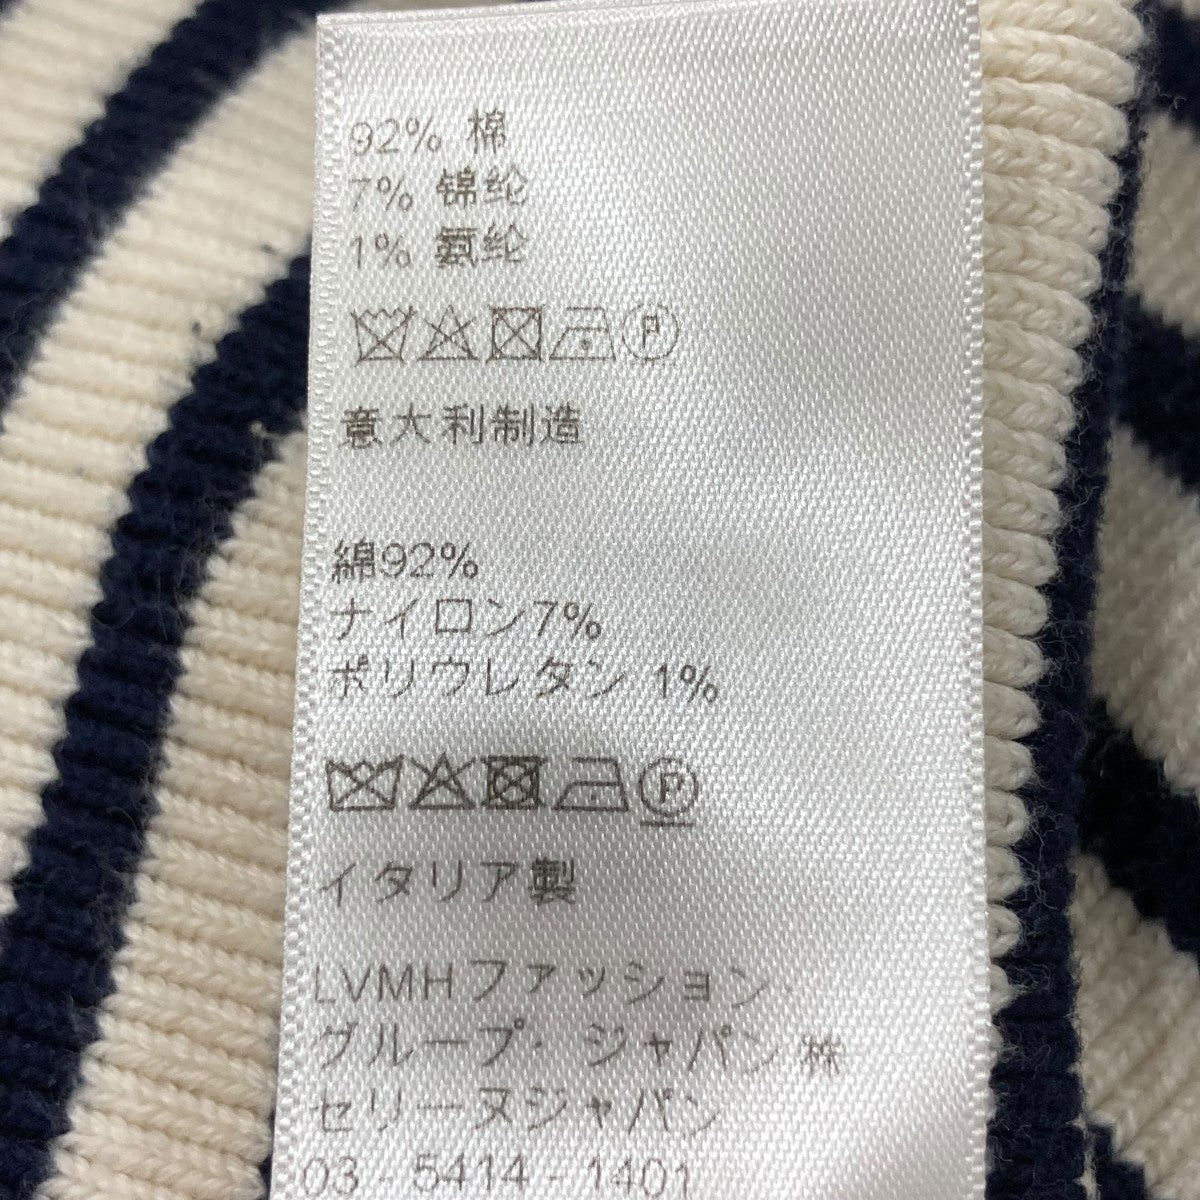 92% 棉
7% 锦纶
1% 氨纶
P
意大利制造
綿92%
ナイロン7%
ポリウレタン 1%
P
イタリア製
LVMHファッション・
グループ・ジャパン㈱
セリーヌジャパン
03 - 5414 - 1401